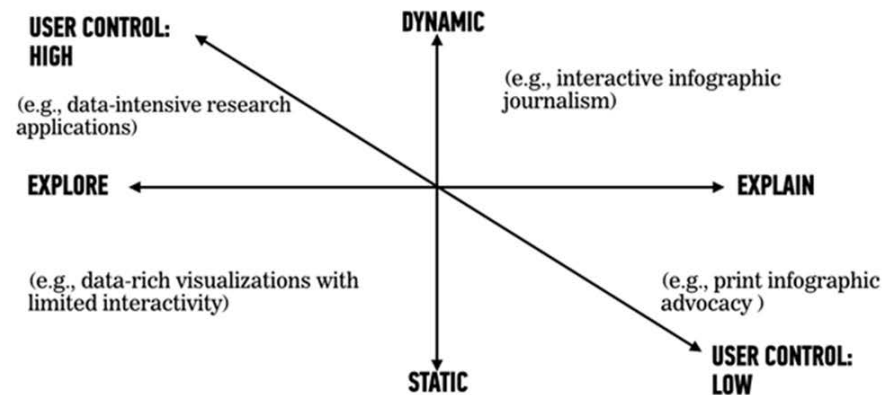 DYNAMIC
USER CONTROL:
HIGH
(e.g., interactive infographic
journalism)
(e.g., data-intensive research
applications)
EXPLORE
EXPLAIN
(e.g., data-rich visualizations with
limited interactivity)
(e.g., print infographic
advocacy )
USER CONTROL:
LOW
STATIC